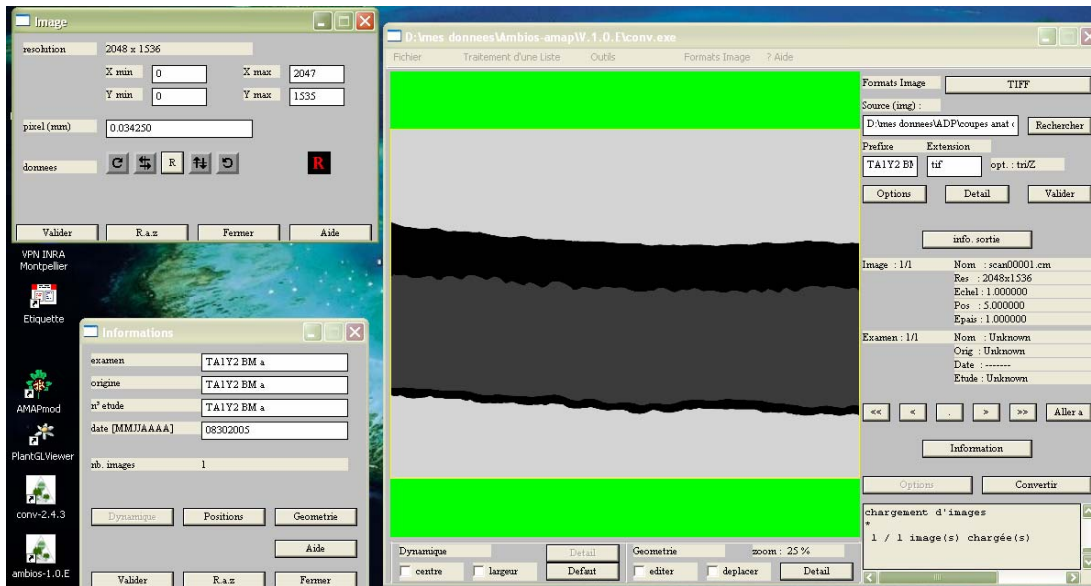 Image
resolution 2048 x 1536
X min 0 X max 2047
Y min 0 Y max 1535
pixel (mm) 0.034250
donnees R R
Valider R.a.z Fermer Aide
VPN INRA
Montpellier
Etiquette
AMAPmod
PlantGLViewer
conv-2.4.3
ambios-1.0.E
Informations
examen TA1Y2 BM a
origine TA1Y2 BM a
n° etude TA1Y2 BM a
date [MMJJAAAA] 08302005
nb. images 1
Dynamique Positions Geometrie
Aide
Valider R.a.z Fermer
D:\mes donnees\Ambios-amap\V.1.0.E\conv.exe
Fichier Traitement d'une Liste Outils Formats Image ? Aide
Formats Image TIFF
Source (img) :
D:\mes donnees\ADP\coupes anat Rechercher
Prefixe Extension
TA1Y2 BM tif opt. : tri/Z
Options Detail Valider
info. sortie
Image : 1/1 Nom : scan00001.cm
Res : 2048x1536
Echel : 1.000000
Pos : 5.000000
Epais : 1.000000
Examen : 1/1 Nom : Unknown
Orig : Unknown
Date : -------
Etude : Unknown
<< < . > >> Aller a
Information
Options Convertir
chargement d'images
*
1 / 1 image(s) chargée(s)
Dynamique Detail Geometrie zoom : 25 %
centre largeur Defaut editer deplacer Detail